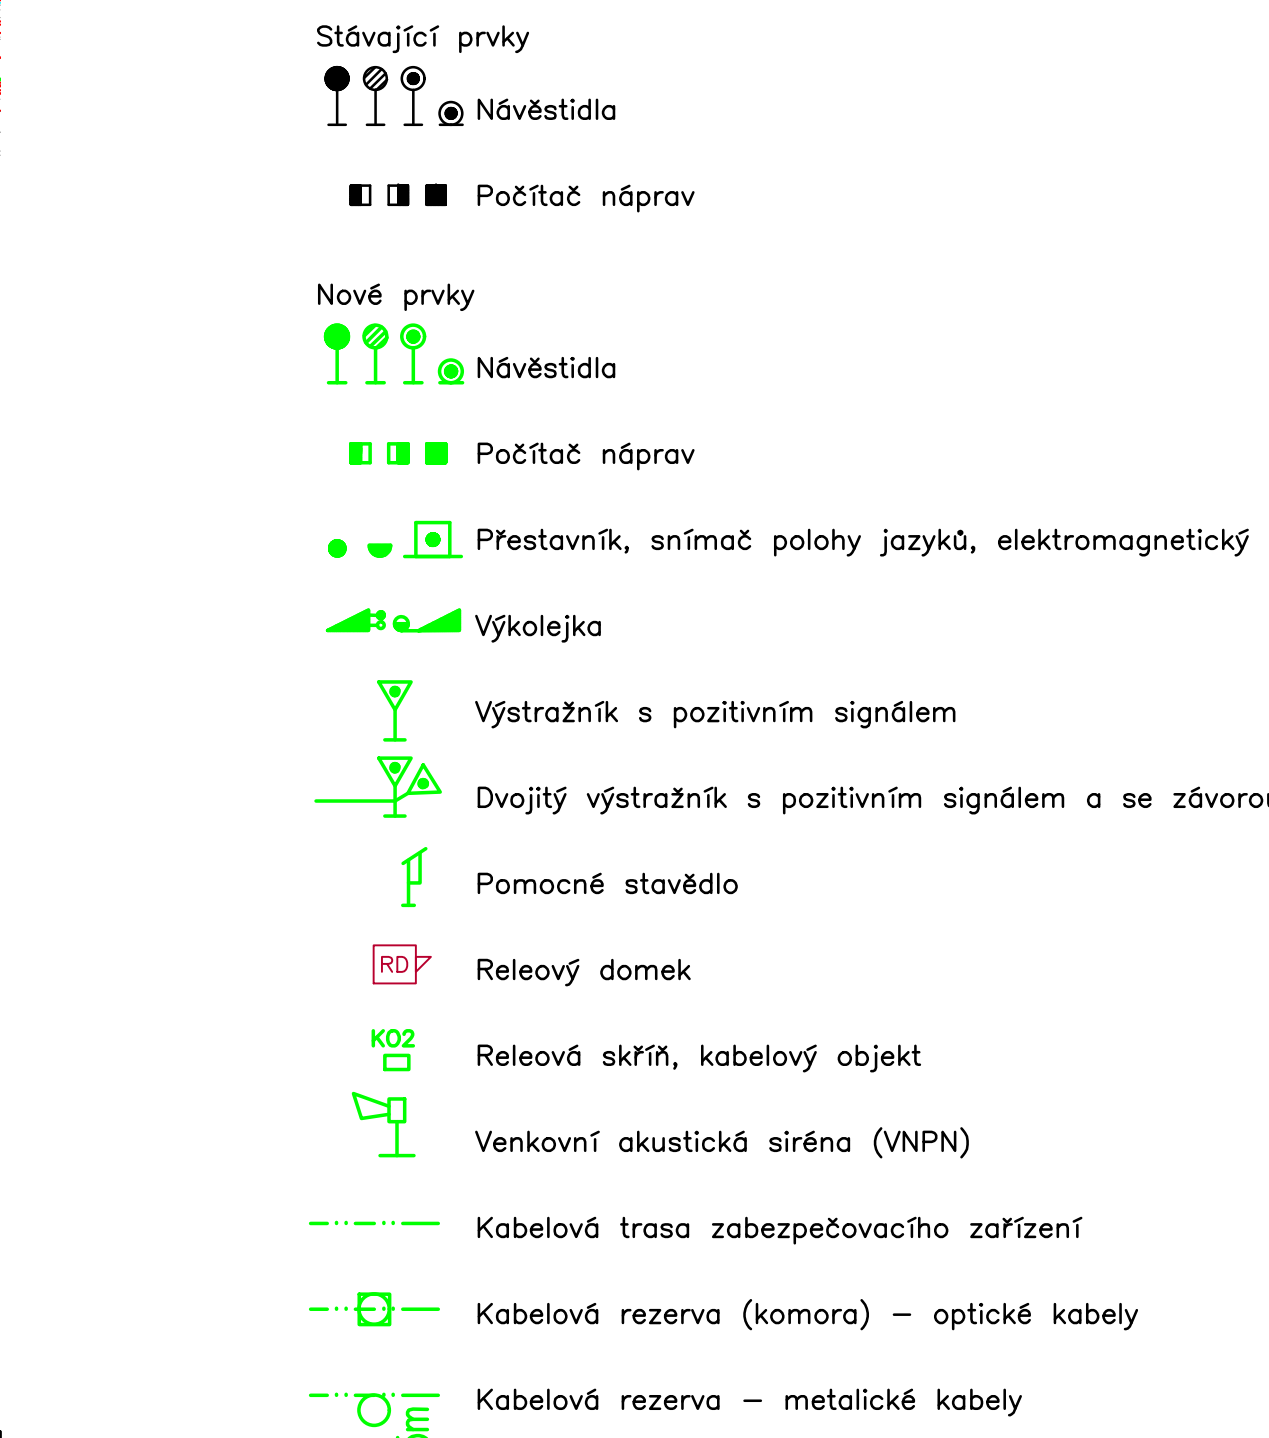 Stávající prvky
Návěstidla
Počítač náprav
Nové prvky
Návěstidla
Počítač náprav
Přestavník, snímač polohy jazyků, elektromagnetický
Výkolejka
Výstražník s pozitivním signálem
Dvojitý výstražník s pozitivním signálem a se závorou
Pomocné stavědlo
RD Releový domek
K02
Releová skříň, kabelový objekt
Venkovní akustická siréna (VNPN)
Kabelová trasa zabezpečovacího zařízení
Kabelová rezerva (komora) – optické kabely
Kabelová rezerva – metalické kabely